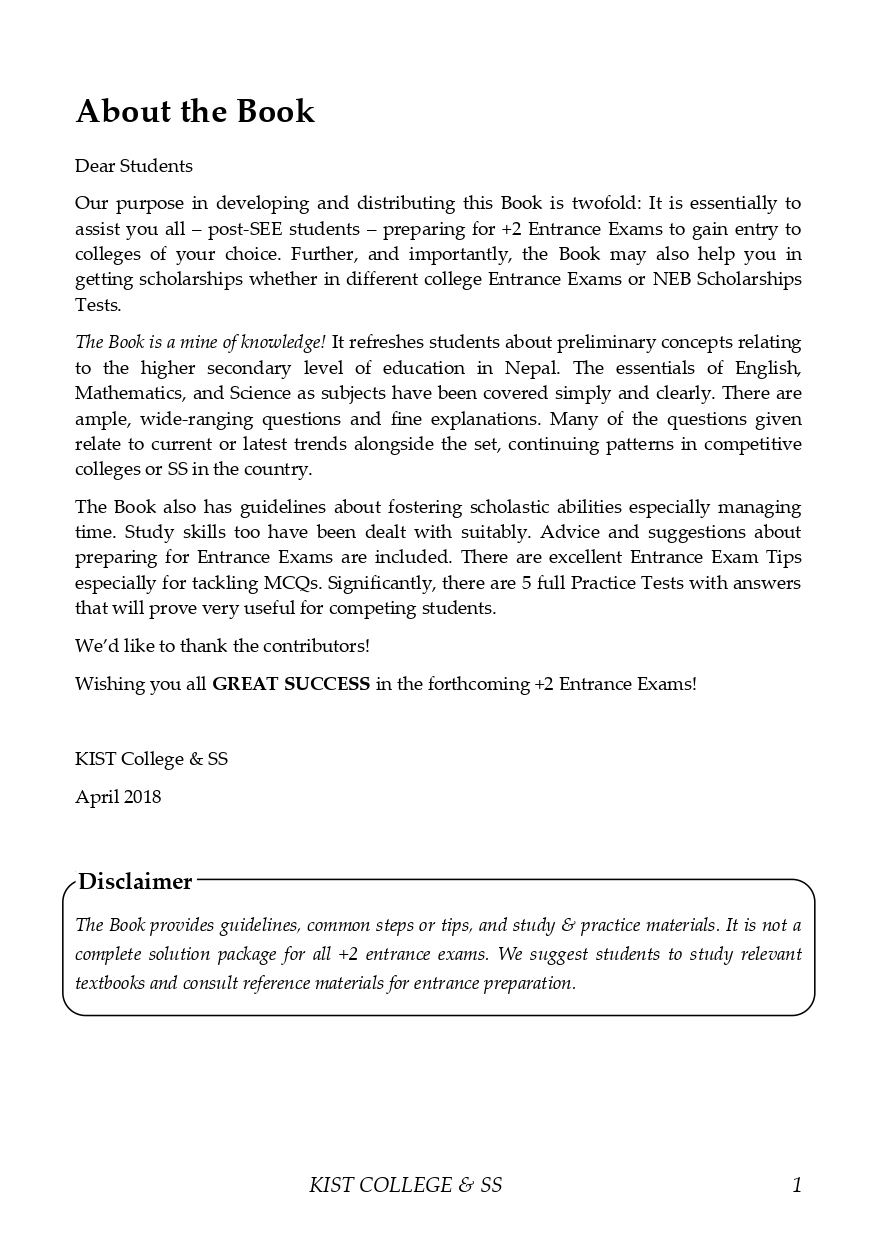 About the Book
Dear Students
Our purpose in developing and distributing this Book is twofold: It is essentially to
assist you all – post-SEE students – preparing for +2 Entrance Exams to gain entry to
colleges of your choice. Further, and importantly, the Book may also help you in
getting scholarships whether in different college Entrance Exams or NEB Scholarships
Tests.
The Book is a mine of knowledge! It refreshes students about preliminary concepts relating
to the higher secondary level of education in Nepal. The essentials of English,
Mathematics, and Science as subjects have been covered simply and clearly. There are
ample, wide-ranging questions and fine explanations. Many of the questions given
relate to current or latest trends alongside the set, continuing patterns in competitive
colleges or SS in the country.
The Book also has guidelines about fostering scholastic abilities especially managing
time. Study skills too have been dealt with suitably. Advice and suggestions about
preparing for Entrance Exams are included. There are excellent Entrance Exam Tips
especially for tackling MCQs. Significantly, there are 5 full Practice Tests with answers
that will prove very useful for competing students.
We’d like to thank the contributors!
Wishing you all GREAT SUCCESS in the forthcoming +2 Entrance Exams!
KIST College & SS
April 2018
Disclaimer
The Book provides guidelines, common steps or tips, and study & practice materials. It is not a
complete solution package for all +2 entrance exams. We suggest students to study relevant
textbooks and consult reference materials for entrance preparation.
KIST COLLEGE & SS 1